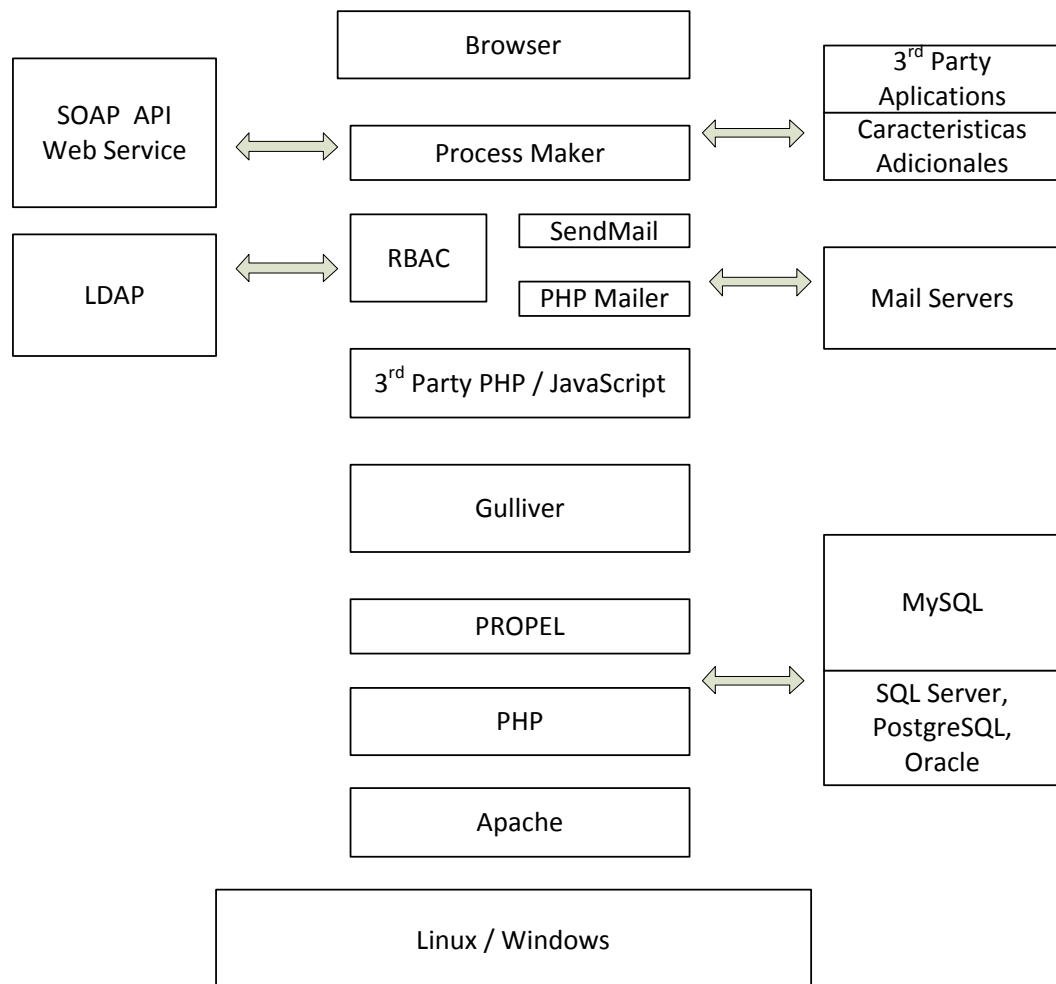 Browser
SOAP API
Web Service
Process Maker
3rd Party
Aplications
Caracteristicas
Adicionales
LDAP
RBAC
SendMail
PHP Mailer
Mail Servers
3rd Party PHP / JavaScript
Gulliver
PROPEL
PHP
MySQL
SQL Server,
PostgreSQL,
Oracle
Apache
Linux / Windows